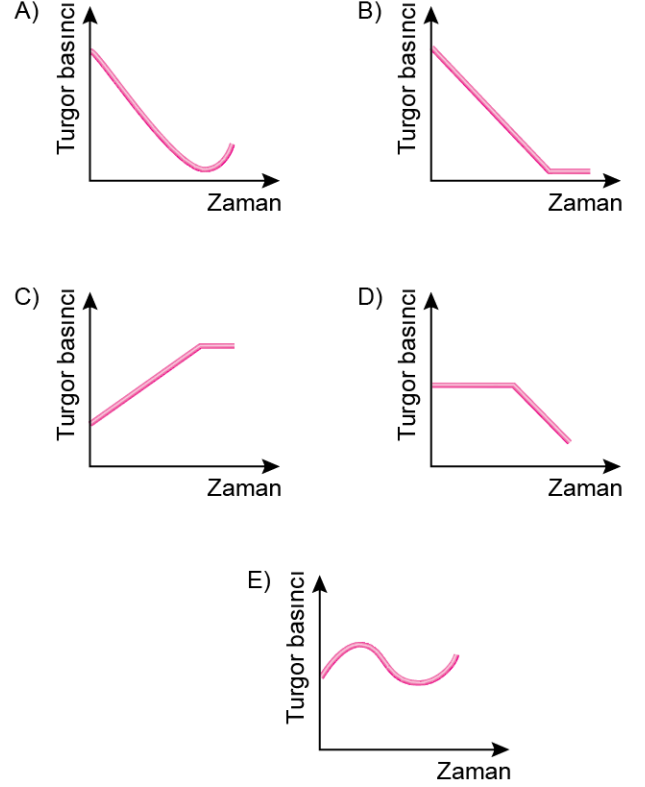 A)
Turgor basıncı
Zaman
B)
Turgor basıncı
Zaman
C)
Turgor basıncı
Zaman
D)
Turgor basıncı
Zaman
E)
Turgor basıncı
Zaman